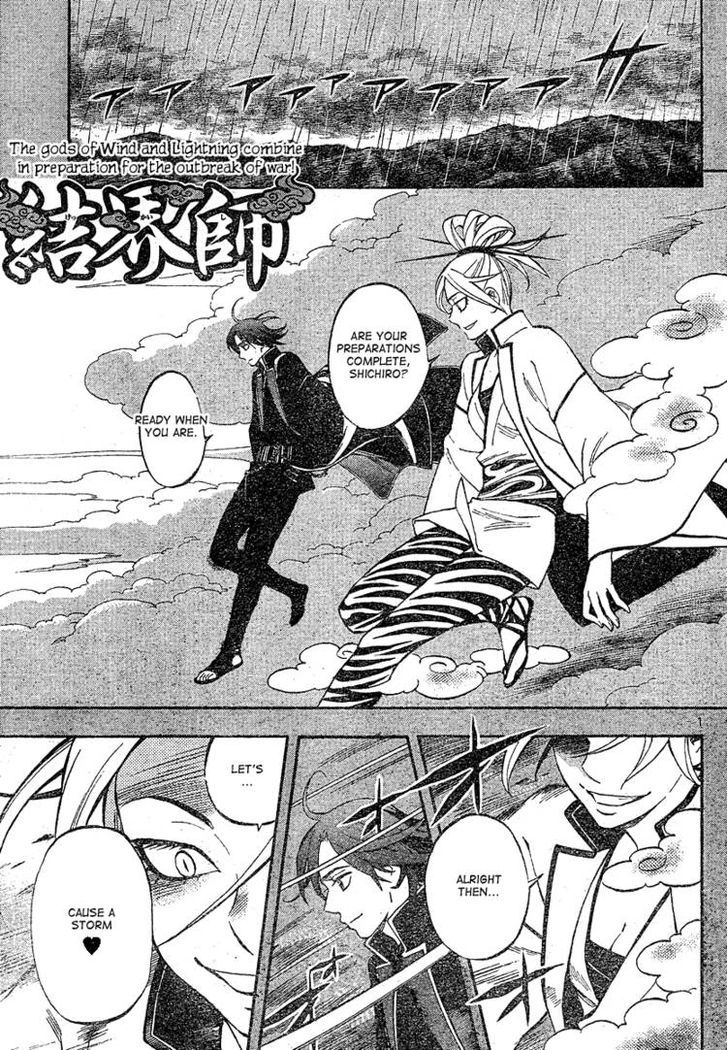 ザアアアアアアアアア
The gods of Wind and Lightning combine
in preparation for the outbreak of war!
結界師
ARE YOUR
PREPARATIONS
COMPLETE,
SHICHIRO?
READY WHEN
YOU ARE.
1
ALRIGHT
THEN...
LET'S
...
CAUSE A
STORM
♥